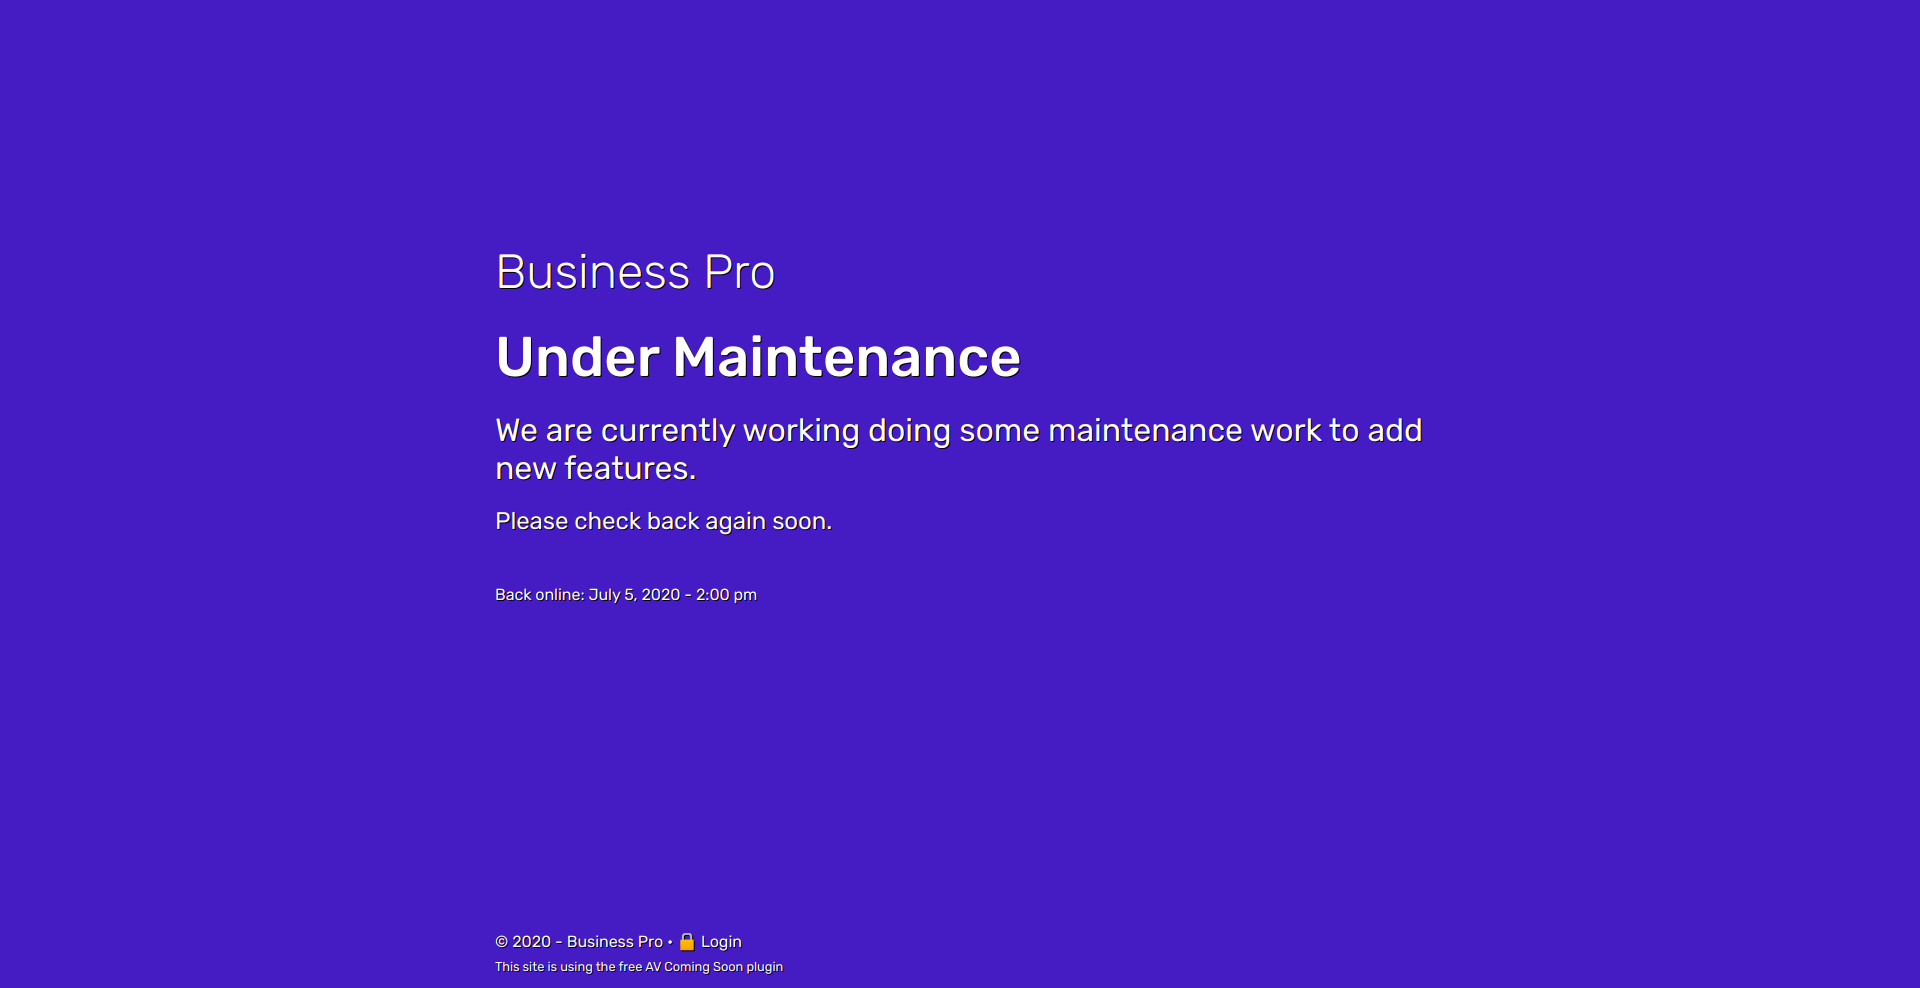 Business Pro
Under Maintenance
We are currently working doing some maintenance work to add
new features.
Please check back again soon.
Back online: July 5, 2020 - 2:00 pm
© 2020 - Business Pro • 🔒 Login
This site is using the free AV Coming Soon plugin